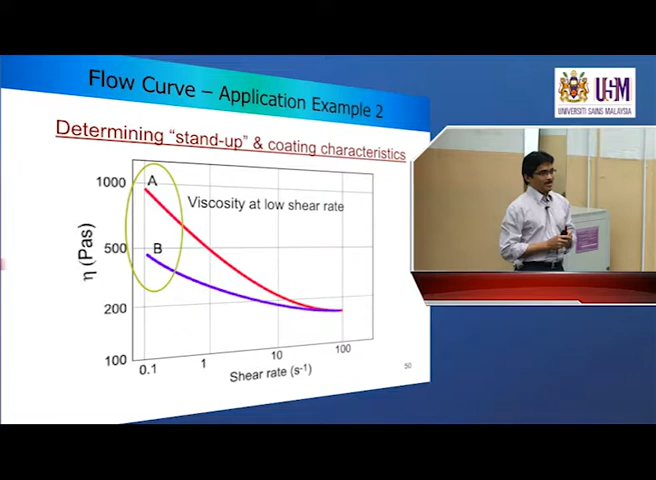 Flow Curve – Application Example 2
USM
UNIVERSITI SAINS MALAYSIA
Determining "stand-up" & coating characteristics
1000
A
Viscosity at low shear rate
η (Pas)
500
B
200
100
0.1
1
10
100
Shear rate (s-1)
50